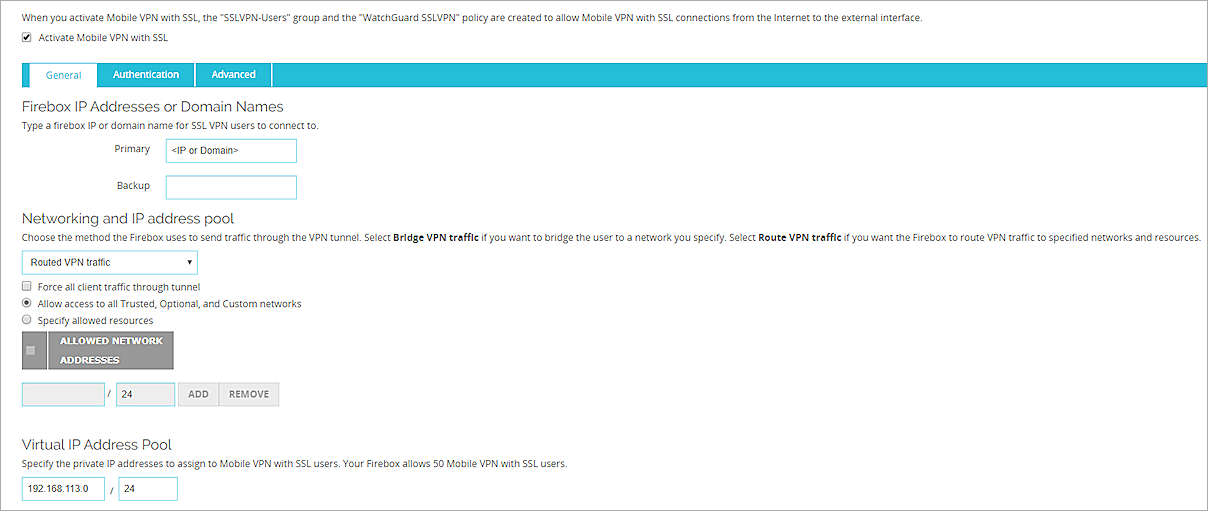 When you activate Mobile VPN with SSL, the "SSLVPN-Users" group and the "WatchGuard SSLVPN" policy are created to allow Mobile VPN with SSL connections from the Internet to the external interface.
Activate Mobile VPN with SSL
General Authentication Advanced
Firebox IP Addresses or Domain Names
Type a firebox IP or domain name for SSL VPN users to connect to.
Primary <IP or Domain>
Backup
Networking and IP address pool
Choose the method the Firebox uses to send traffic through the VPN tunnel. Select Bridge VPN traffic if you want to bridge the user to a network you specify. Select Route VPN traffic if you want the Firebox to route VPN traffic to specified networks and resources.
Routed VPN traffic
Force all client traffic through tunnel
Allow access to all Trusted, Optional, and Custom networks
Specify allowed resources
ALLOWED NETWORK
ADDRESSES
/ 24 ADD REMOVE
Virtual IP Address Pool
Specify the private IP addresses to assign to Mobile VPN with SSL users. Your Firebox allows 50 Mobile VPN with SSL users.
192.168.113.0 / 24